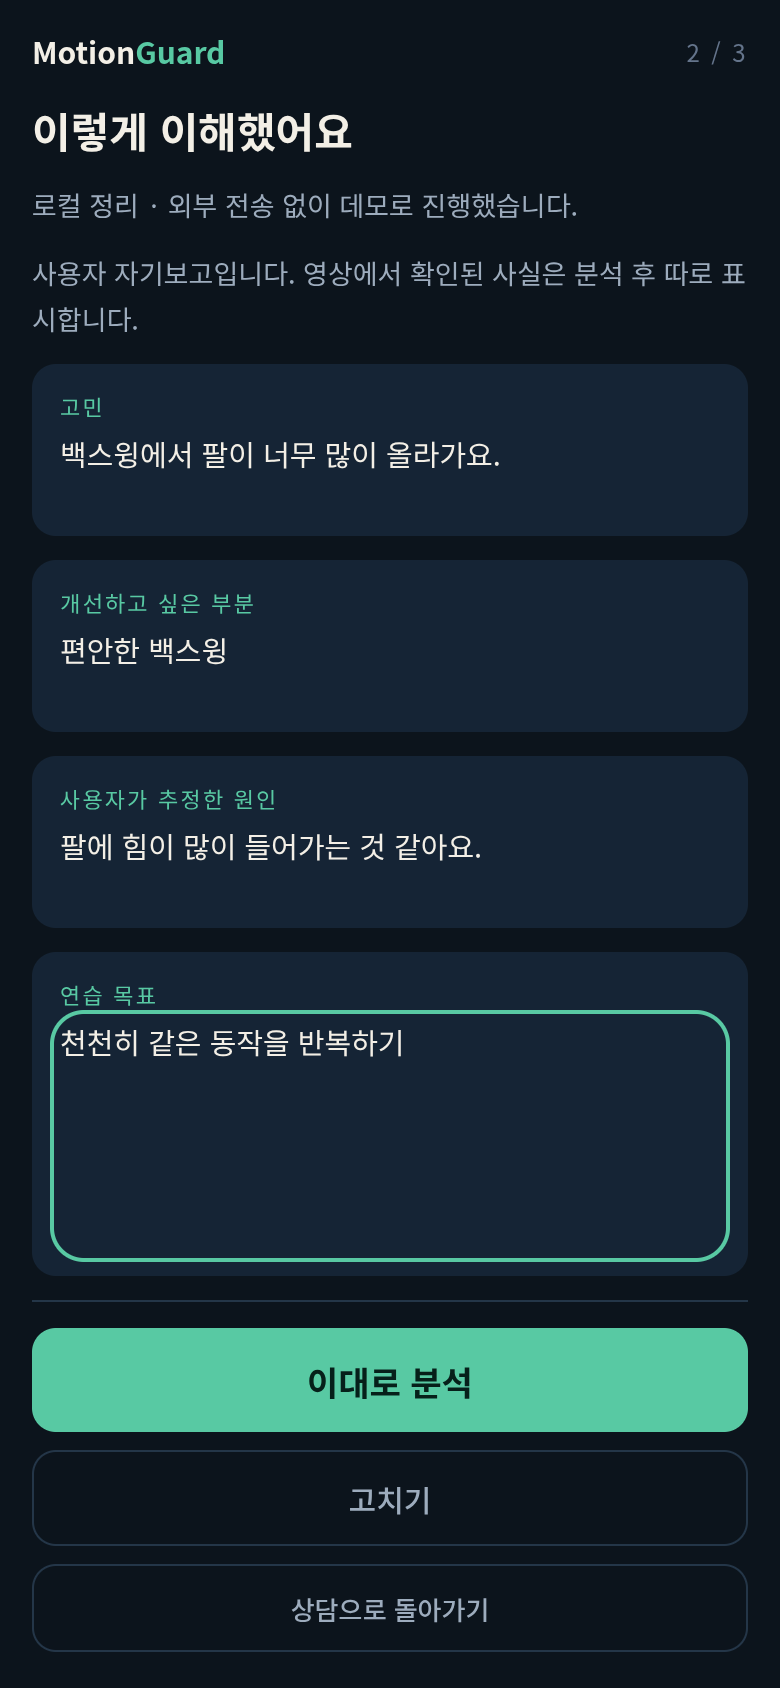 MotionGuard
2 / 3
이렇게 이해했어요
로컬 정리 · 외부 전송 없이 데모로 진행했습니다.
사용자 자기보고입니다. 영상에서 확인된 사실은 분석 후 따로 표
시합니다.
고민
백스윙에서 팔이 너무 많이 올라가요.
개선하고 싶은 부분
편안한 백스윙
사용자가 추정한 원인
팔에 힘이 많이 들어가는 것 같아요.
연습 목표
천천히 같은 동작을 반복하기
이대로 분석
고치기
상담으로 돌아가기